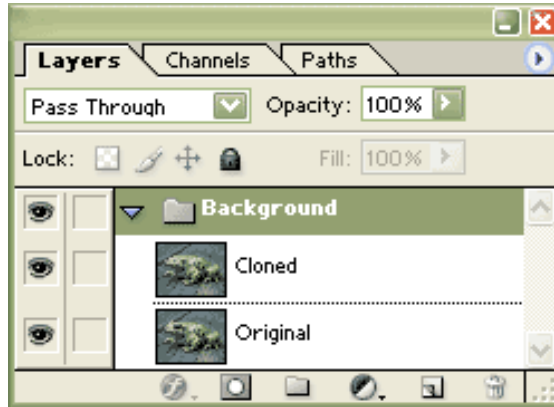 Layers Channels Paths
Pass Through Opacity: 100%
Lock: Fill: 100%
Background
Cloned
Original